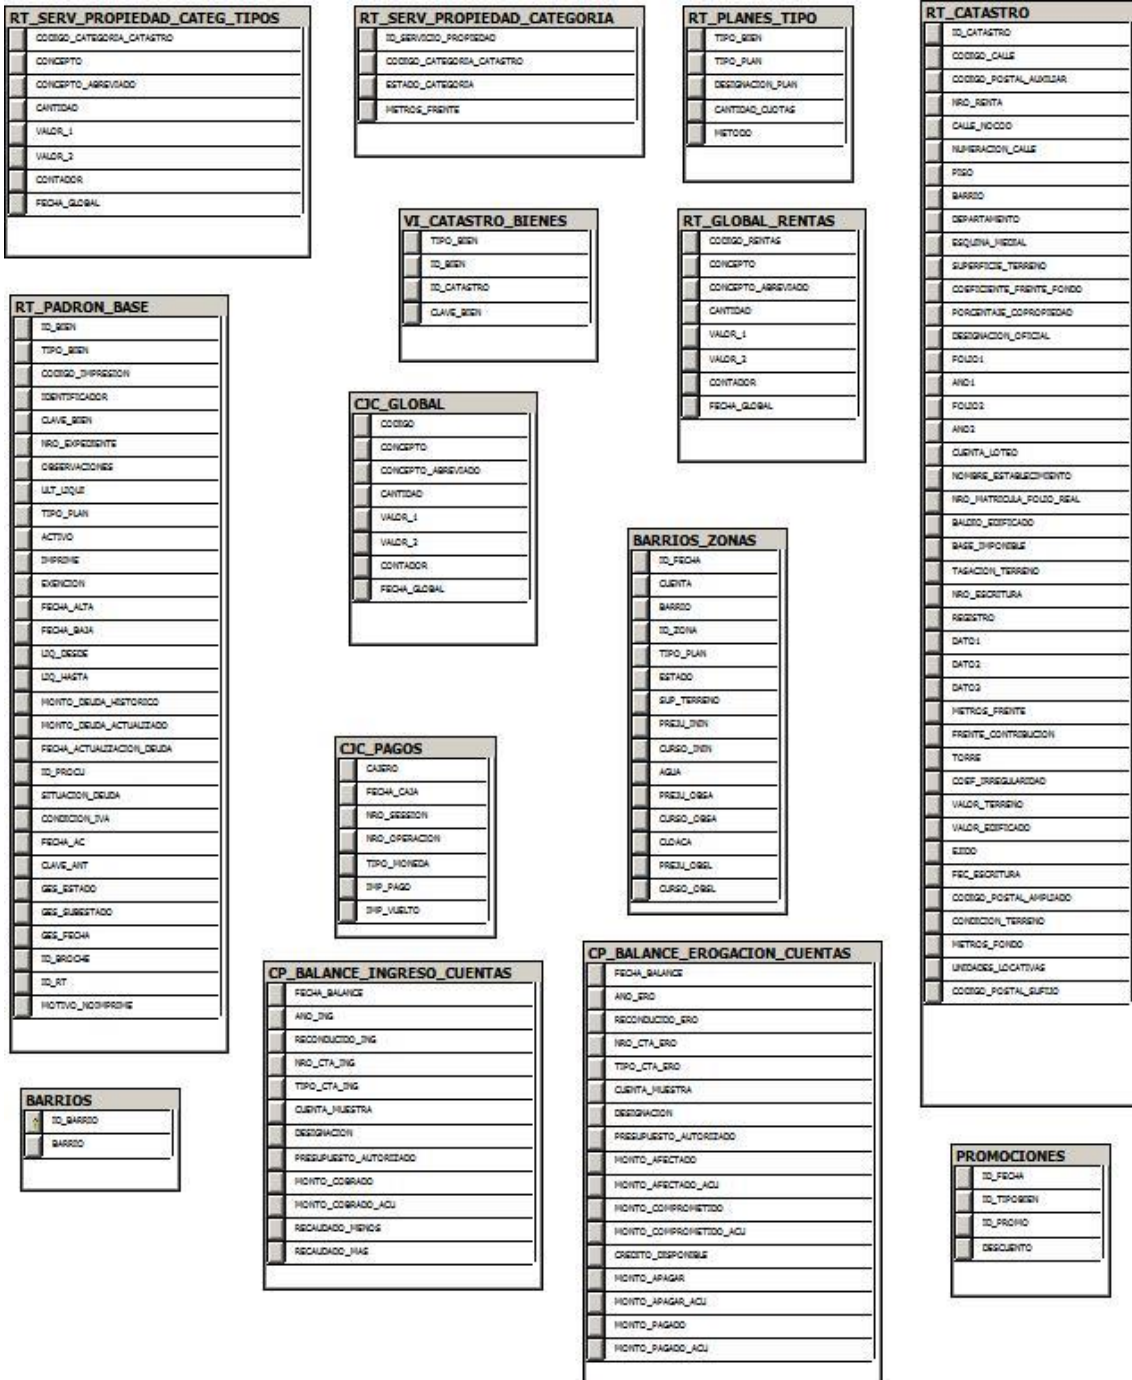 RT_SERV_PROPIEDAD_CATEG_TIPOS
CODIGO_CATEGORIA_CATASTRO
CONCEPTO
CONCEPTO_ABREVIADO
CANTIDAD
VALOR_1
VALOR_2
CONTADOR
FECHA_GLOBAL
RT_SERV_PROPIEDAD_CATEGORIA
ID_SERVICIO_PROPIEDAD
CODIGO_CATEGORIA_CATASTRO
ESTADO_CATEGORIA
METROS_FRENTE
RT_PLANES_TIPO
TIPO_BIEN
TIPO_PLAN
DESIGNACION_PLAN
CANTIDAD_CUOTAS
METODO
RT_CATASTRO
ID_CATASTRO
CODIGO_CALLE
CODIGO_POSTAL_AUXILIAR
NRO_RENTA
CALLE_NOCOD
NUMERACION_CALLE
PISO
BARRIO
DEPARTAMENTO
ESQUINA_MEDIAL
SUPERFICIE_TERRENO
COEFICIENTE_FRENTE_FONDO
PORCENTAJE_COPROPIEDAD
DESIGNACION_OFICIAL
FOLIO1
ANO1
FOLIO2
ANO2
CUENTA_LOTEO
NOMBRE_ESTABLECIMIENTO
NRO_MATRICULA_FOLIO_REAL
BALDIO_EDIFICADO
BASE_IMPONIBLE
TASACION_TERRENO
NRO_ESCRITURA
REGISTRO
DATO1
DATO2
DATO3
METROS_FRENTE
FRENTE_CONTRIBUCION
TORRE
COEF_IRREGULARIDAD
VALOR_TERRENO
VALOR_EDIFICADO
EJIDO
FEC_ESCRITURA
CODIGO_POSTAL_AMPLIADO
CONDICION_TERRENO
METROS_FONDO
UNIDADES_LOCATIVAS
CODIGO_POSTAL_SUFIJO
VI_CATASTRO_BIENES
TIPO_BIEN
ID_BIEN
ID_CATASTRO
CLAVE_BIEN
RT_GLOBAL_RENTAS
CODIGO_RENTAS
CONCEPTO
CONCEPTO_ABREVIADO
CANTIDAD
VALOR_1
VALOR_2
CONTADOR
FECHA_GLOBAL
RT_PADRON_BASE
ID_BIEN
TIPO_BIEN
CODIGO_IMPRESION
IDENTIFICADOR
CLAVE_BIEN
NRO_EXPEDIENTE
OBSERVACIONES
ULT_LIQUI
TIPO_PLAN
ACTIVO
IMPRIME
EXENCION
FECHA_ALTA
FECHA_BAJA
LIQ_DESDE
LIQ_HASTA
MONTO_DEUDA_HISTORICO
MONTO_DEUDA_ACTUALIZADO
FECHA_ACTUALIZACION_DEUDA
ID_PROCU
SITUACION_DEUDA
CONDICION_IVA
FECHA_AC
CLAVE_ANT
GES_ESTADO
GES_SUBESTADO
GES_FECHA
ID_BROCHE
ID_RT
MOTIVO_NOIMPRIME
CJC_GLOBAL
CODIGO
CONCEPTO
CONCEPTO_ABREVIADO
CANTIDAD
VALOR_1
VALOR_2
CONTADOR
FECHA_GLOBAL
BARRIOS_ZONAS
ID_FECHA
CUENTA
BARRIO
ID_ZONA
TIPO_PLAN
ESTADO
SUP_TERRENO
PREJU_ININ
CURSO_ININ
AGUA
PREJU_OBSA
CURSO_OBSA
CLOACA
PREJU_OBSL
CURSO_OBSL
CJC_PAGOS
CAJERO
FECHA_CAJA
NRO_SESSION
NRO_OPERACION
TIPO_MONEDA
IMP_PAGO
IMP_VUELTO
CP_BALANCE_INGRESO_CUENTAS
FECHA_BALANCE
ANO_ING
RECONDUCIDO_ING
NRO_CTA_ING
TIPO_CTA_ING
CUENTA_MUESTRA
DESIGNACION
PRESUPUESTO_AUTORIZADO
MONTO_COBRADO
MONTO_COBRADO_ACU
RECAUDADO_MENOS
RECAUDADO_MAS
CP_BALANCE_EROGACION_CUENTAS
FECHA_BALANCE
ANO_ERO
RECONDUCIDO_ERO
NRO_CTA_ERO
TIPO_CTA_ERO
CUENTA_MUESTRA
DESIGNACION
PRESUPUESTO_AUTORIZADO
MONTO_AFECTADO
MONTO_AFECTADO_ACU
MONTO_COMPROMETIDO
MONTO_COMPROMETIDO_ACU
CREDITO_DISPONIBLE
MONTO_APAGAR
MONTO_APAGAR_ACU
MONTO_PAGADO
MONTO_PAGADO_ACU
BARRIOS
ID_BARRIO
BARRIO
PROMOCIONES
ID_FECHA
ID_TIPOBIEN
ID_PROMO
DESCUENTO